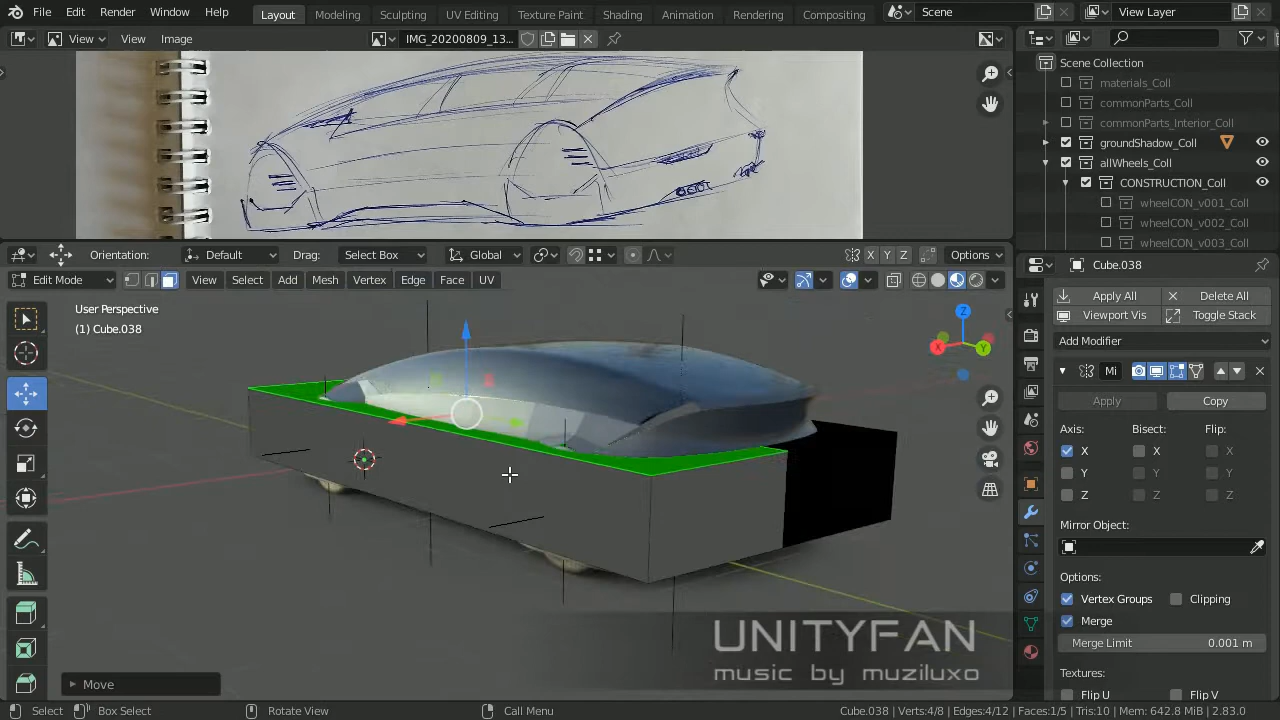 File Edit Render Window Help Layout Modeling Sculpting UV Editing Texture Paint Shading Animation Rendering Compositing Scene View Layer
View View Image IMG_20200809_13...
Scene Collection
materials_Coll
commonParts_Coll
commonParts_Interior_Coll
groundShadow_Coll
allWheels_Coll
CONSTRUCTION_Coll
wheelCON_v001_Coll
wheelCON_v002_Coll
wheelCON_v003_Coll
Orientation: Default Drag: Select Box Global X Y Z Options
Edit Mode View Select Add Mesh Vertex Edge Face UV
User Perspective
(1) Cube.038
Z
X
Y
Cube.038
Apply All Delete All
Viewport Vis Toggle Stack
Add Modifier
Mi
Apply Copy
Axis: Bisect: Flip:
X X X
Y Y Y
Z Z Z
Mirror Object:
Options:
Vertex Groups Clipping
Merge
Merge Limit 0.001 m
Textures:
Flip U Flip V
UNITYFAN
music by muziluxo
Move
Select Box Select Rotate View Call Menu Cube.038 | Verts:4/8 | Edges:4/12 | Faces:1/5 | Tris:10 | Mem: 642.8 MiB | 2.83.0